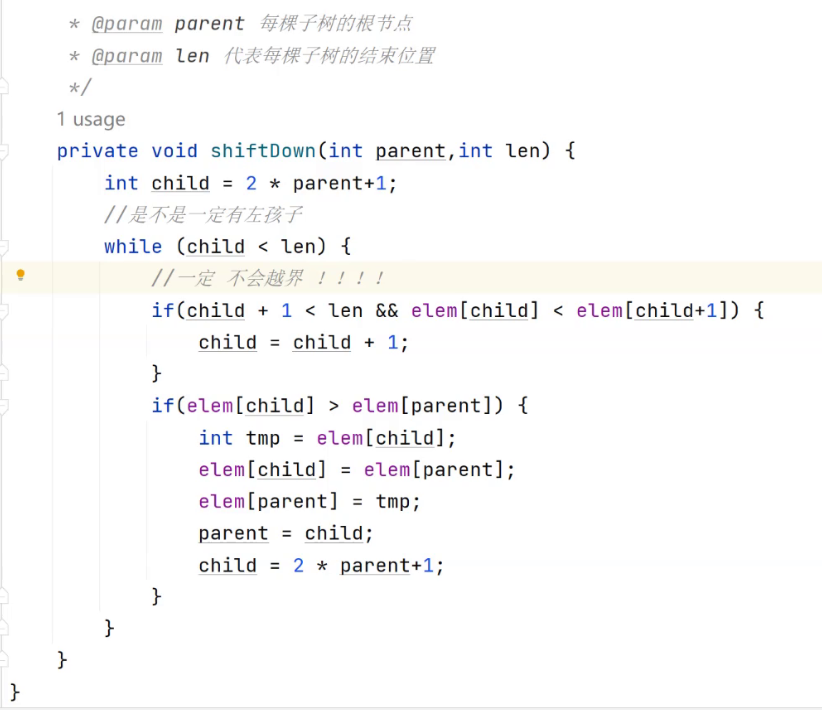 * @param parent 每棵子树的根节点
* @param len 代表每棵子树的结束位置
*/
1 usage
private void shiftDown(int parent,int len) {
int child = 2 * parent+1;
//是不是一定有左孩子
while (child < len) {
//一定 不会越界 ！！！！
if(child + 1 < len && elem[child] < elem[child+1]) {
child = child + 1;
}
if(elem[child] > elem[parent]) {
int tmp = elem[child];
elem[child] = elem[parent];
elem[parent] = tmp;
parent = child;
child = 2 * parent+1;
}
}
}
}